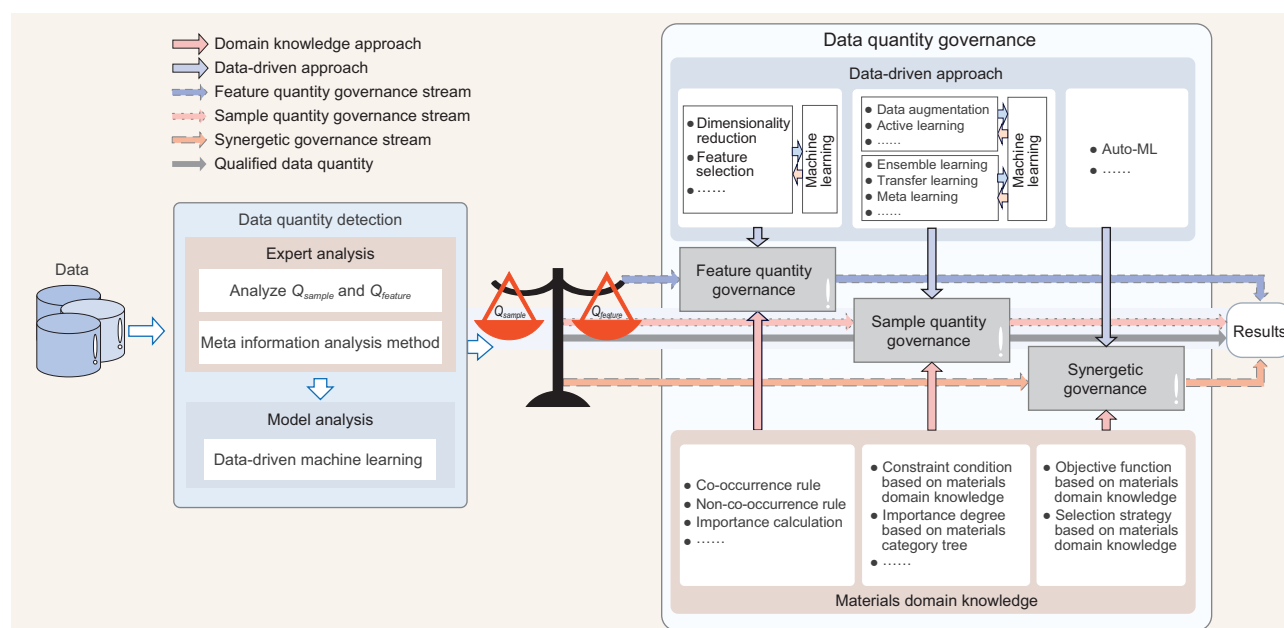 Domain knowledge approach
Data-driven approach
Feature quantity governance stream
Sample quantity governance stream
Synergetic governance stream
Qualified data quantity
Data
Data quantity detection
Expert analysis
Analyze Q_sample and Q_feature
Meta information analysis method
Model analysis
Data-driven machine learning
Q_sample
Q_feature
Data quantity governance
Data-driven approach
● Dimensionality
reduction
● Feature
selection
● ……
Machine
learning
● Data augmentation
● Active learning
● ……
● Ensemble learning
● Transfer learning
● Meta learning
● ……
Machine
learning
● Auto-ML
● ……
Feature quantity
governance
!
Sample quantity
governance
!
Synergetic
governance
!
Results
● Co-occurrence rule
● Non-co-occurrence rule
● Importance calculation
● ……
● Constraint condition
based on materials
domain knowledge
● Importance degree
based on materials
category tree
● ……
● Objective function
based on materials
domain knowledge
● Selection strategy
based on materials
domain knowledge
Materials domain knowledge